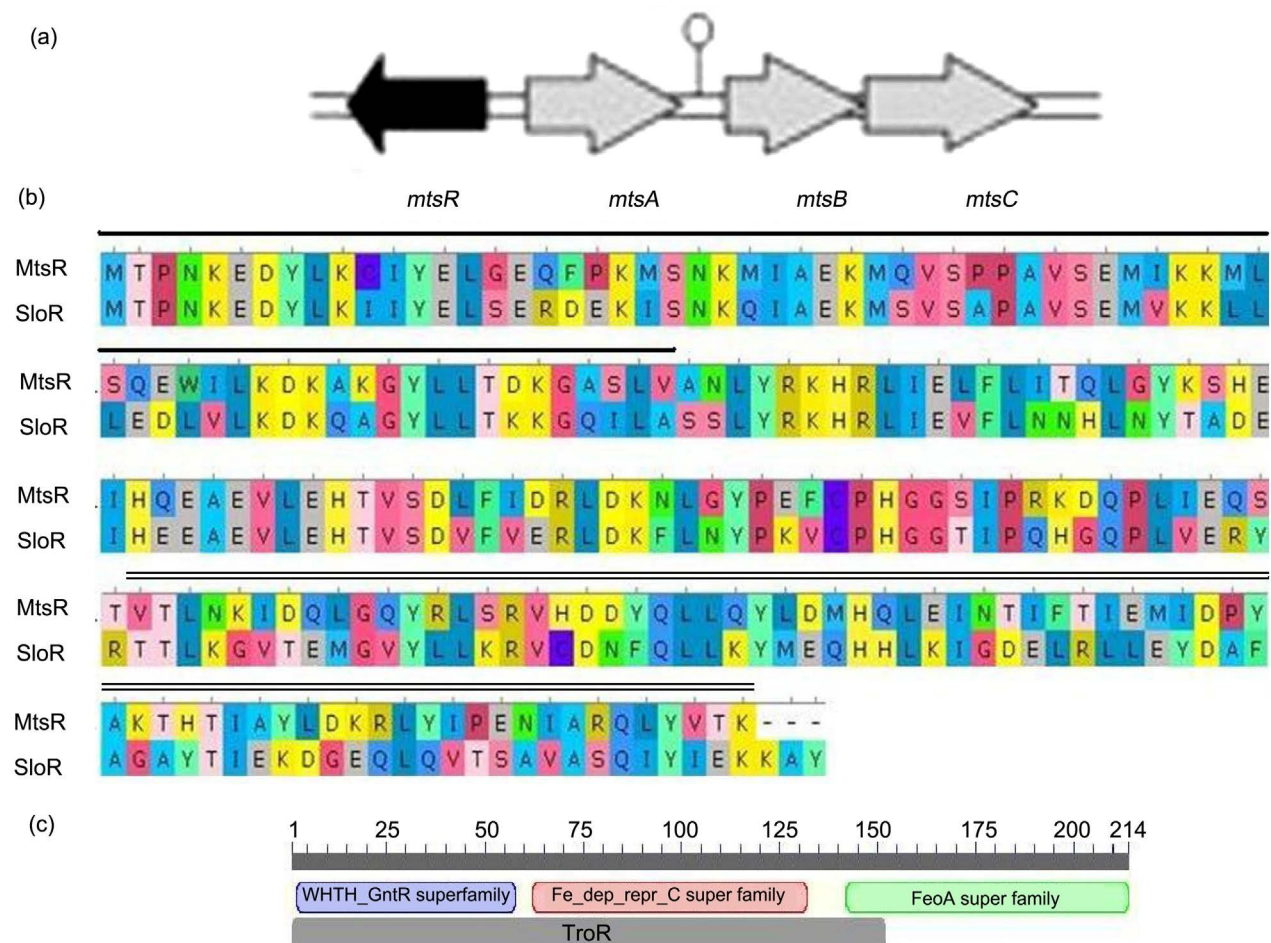 (a)
(b)
mtsR mtsA mtsB mtsC
MtsR M T P N K E D Y L K C I Y E L G E Q F P K M S N K M I A E K M Q V S P P A V S E M I K K M L
SloR M T P N K E D Y L K I I Y E L S E R D E K I S N K Q I A E K M S V S A P A V S E M V K K L L
MtsR S Q E W I L K D K A K G Y L L T D K G A S L V A N L Y R K H R L I E L F L I T Q L G Y K S H E
SloR L E D L V L K D K Q A G Y L L T K K G Q I L A S S L Y R K H R L I E V F L N N H L N Y T A D E
MtsR I H Q E A E V L E H T V S D L F I D R L D K N L G Y P E F C P H G G S I P R K D Q P L I E Q S
SloR I H E E A E V L E H T V S D V F V E R L D K F L N Y P K V C P H G G T I P Q H G Q P L V E R Y
MtsR T V T L N K I D Q L G Q Y R L S R V H D D Y Q L L Q Y L D M H Q L E I N T I F T I E M I D P Y
SloR R T T L K G V T E M G V Y L L K R V C D N F Q L L K Y M E Q H H L K I G D E L R L L E Y D A F
MtsR A K T H T I A Y L D K R L Y I P E N I A R Q L Y V T K - - -
SloR A G A Y T I E K D G E Q L Q V T S A V A S Q I Y I E K K A Y
(c)
1 25 50 75 100 125 150 175 200 214
WHTH_GntR superfamily Fe_dep_repr_C super family FeoA super family
TroR